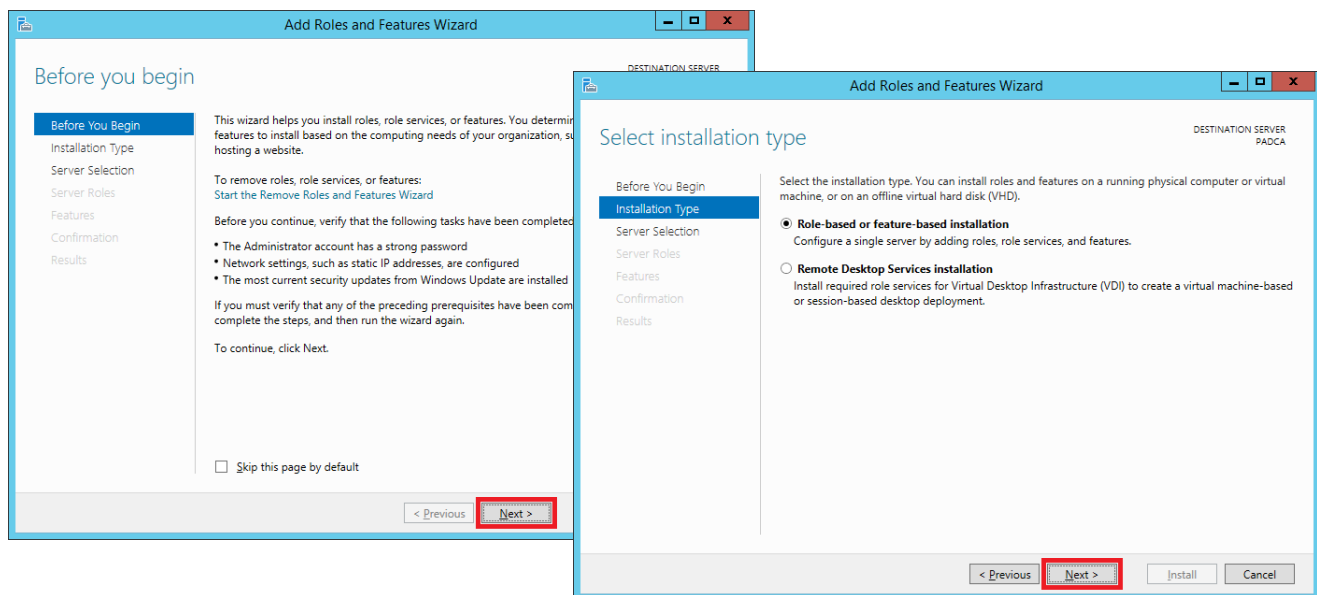 Add Roles and Features Wizard
Before you begin
DESTINATION SERVER
Before You Begin
Installation Type
Server Selection
Server Roles
Features
Confirmation
Results
This wizard helps you install roles, role services, or features. You determin
features to install based on the computing needs of your organization, su
hosting a website.
To remove roles, role services, or features:
Start the Remove Roles and Features Wizard
Before you continue, verify that the following tasks have been completed
• The Administrator account has a strong password
• Network settings, such as static IP addresses, are configured
• The most current security updates from Windows Update are installed
If you must verify that any of the preceding prerequisites have been com
complete the steps, and then run the wizard again.
To continue, click Next.
Skip this page by default
< Previous
Next >
Add Roles and Features Wizard
Select installation type
DESTINATION SERVER
PADCA
Before You Begin
Installation Type
Server Selection
Server Roles
Features
Confirmation
Results
Select the installation type. You can install roles and features on a running physical computer or virtual
machine, or on an offline virtual hard disk (VHD).
Role-based or feature-based installation
Configure a single server by adding roles, role services, and features.
Remote Desktop Services installation
Install required role services for Virtual Desktop Infrastructure (VDI) to create a virtual machine-based
or session-based desktop deployment.
< Previous
Next >
Install
Cancel